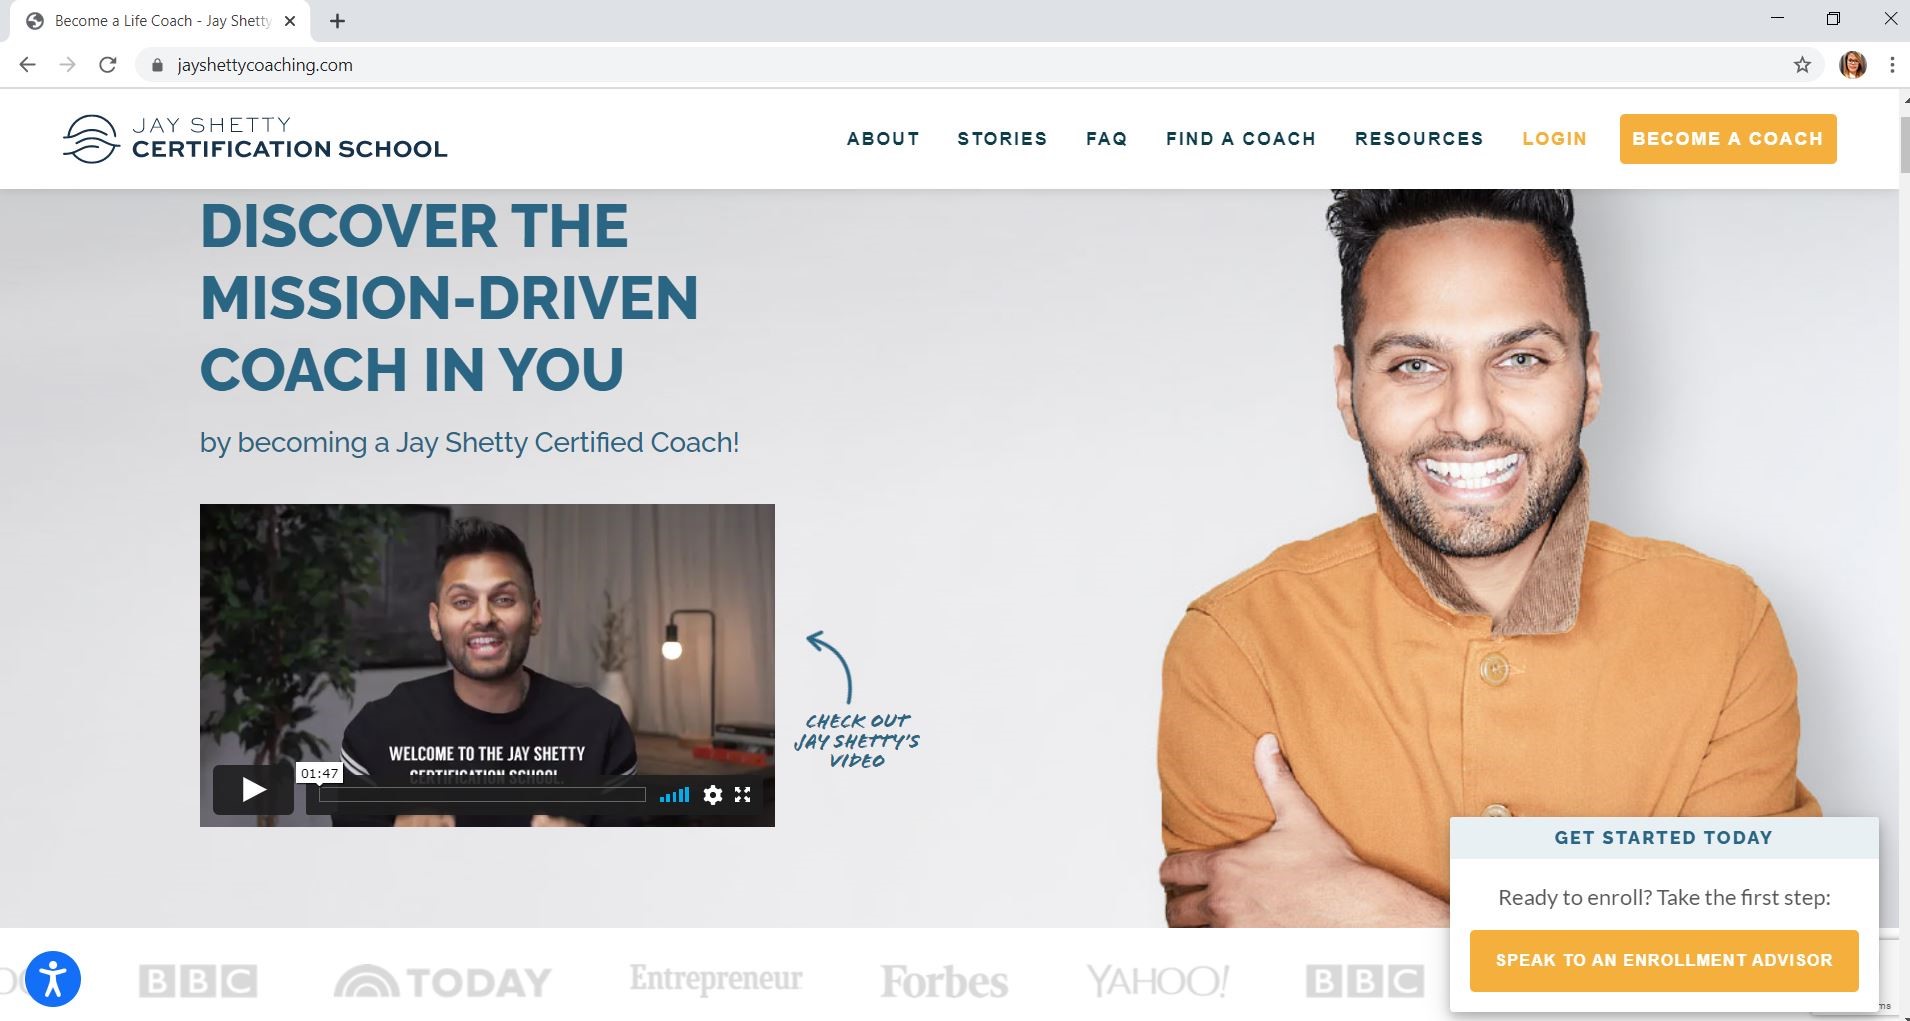 Become a Life Coach - Jay Shetty
jayshettycoaching.com
JAY SHETTY
CERTIFICATION SCHOOL
ABOUT STORIES FAQ FIND A COACH RESOURCES LOGIN BECOME A COACH
DISCOVER THE
MISSION-DRIVEN
COACH IN YOU
by becoming a Jay Shetty Certified Coach!
WELCOME TO THE JAY SHETTY
CERTIFICATION SCHOOL.
01:47
CHECK OUT
JAY SHETTY'S
VIDEO
GET STARTED TODAY
Ready to enroll? Take the first step:
SPEAK TO AN ENROLLMENT ADVISOR
BBC TODAY Entrepreneur Forbes YAHOO! BBC